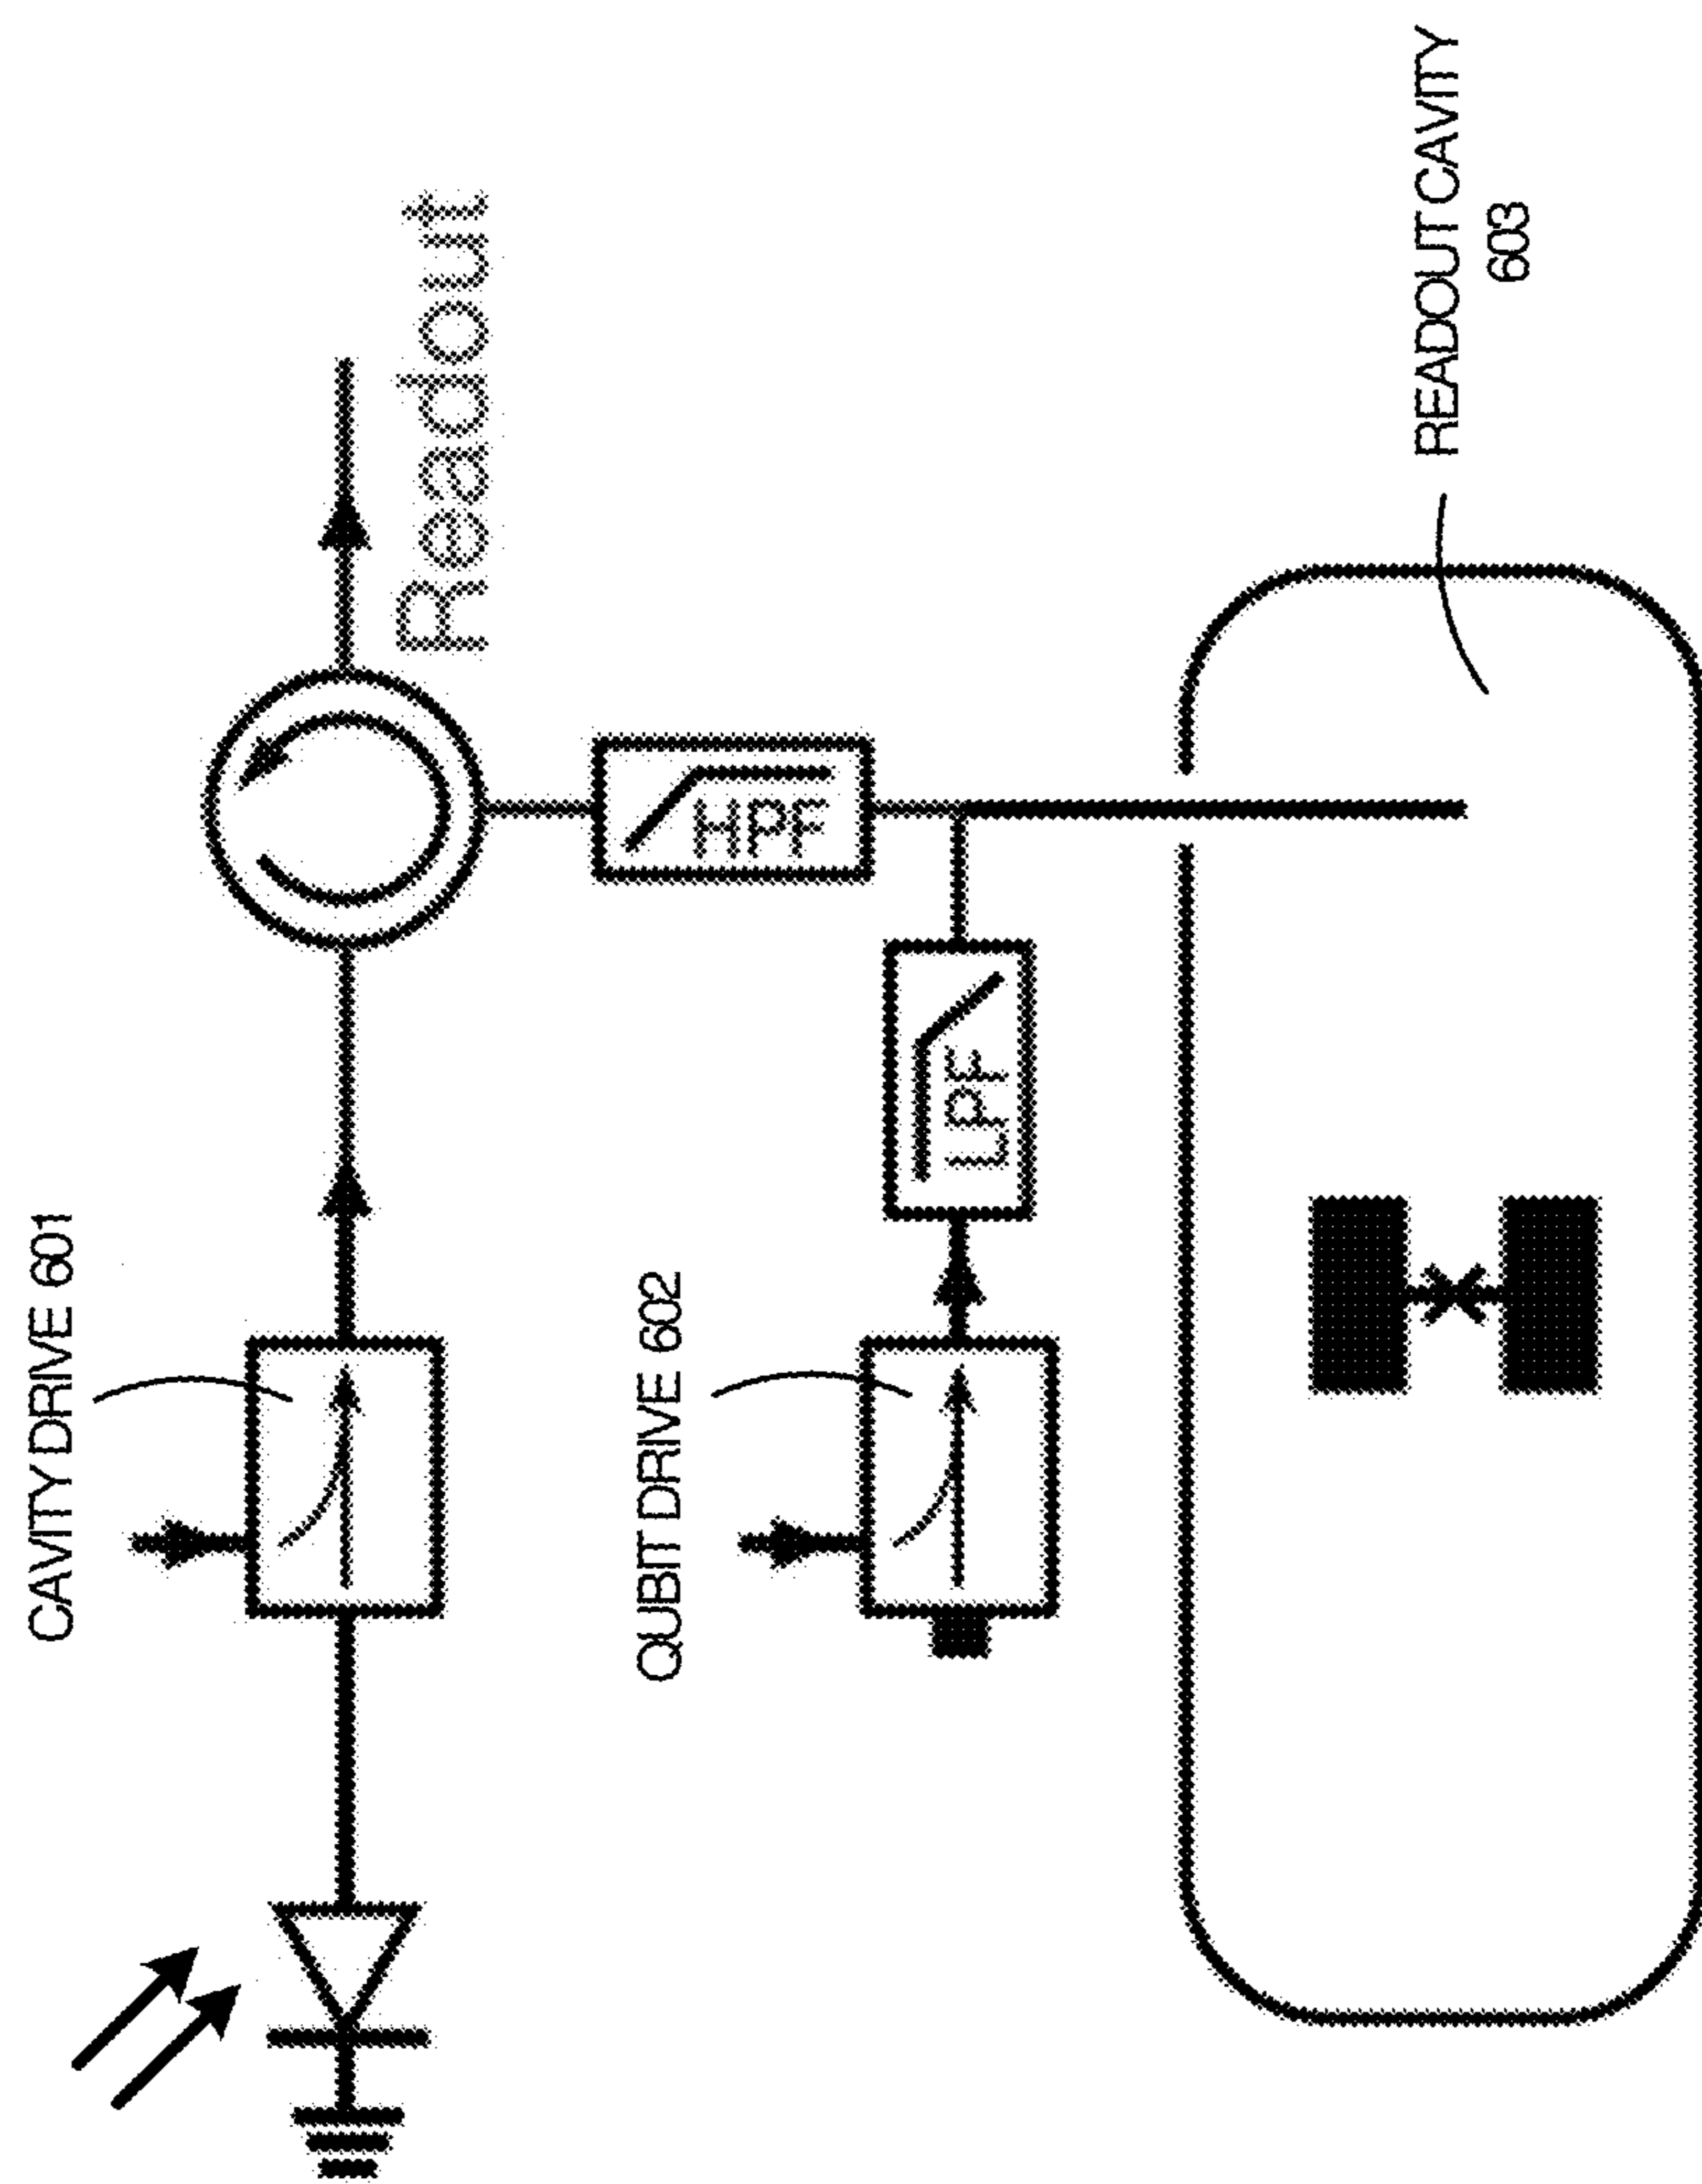 CAVITY DRIVE 601
Readout
HPF
QUBIT DRIVE 602
LPF
READOUT CAVITY
603